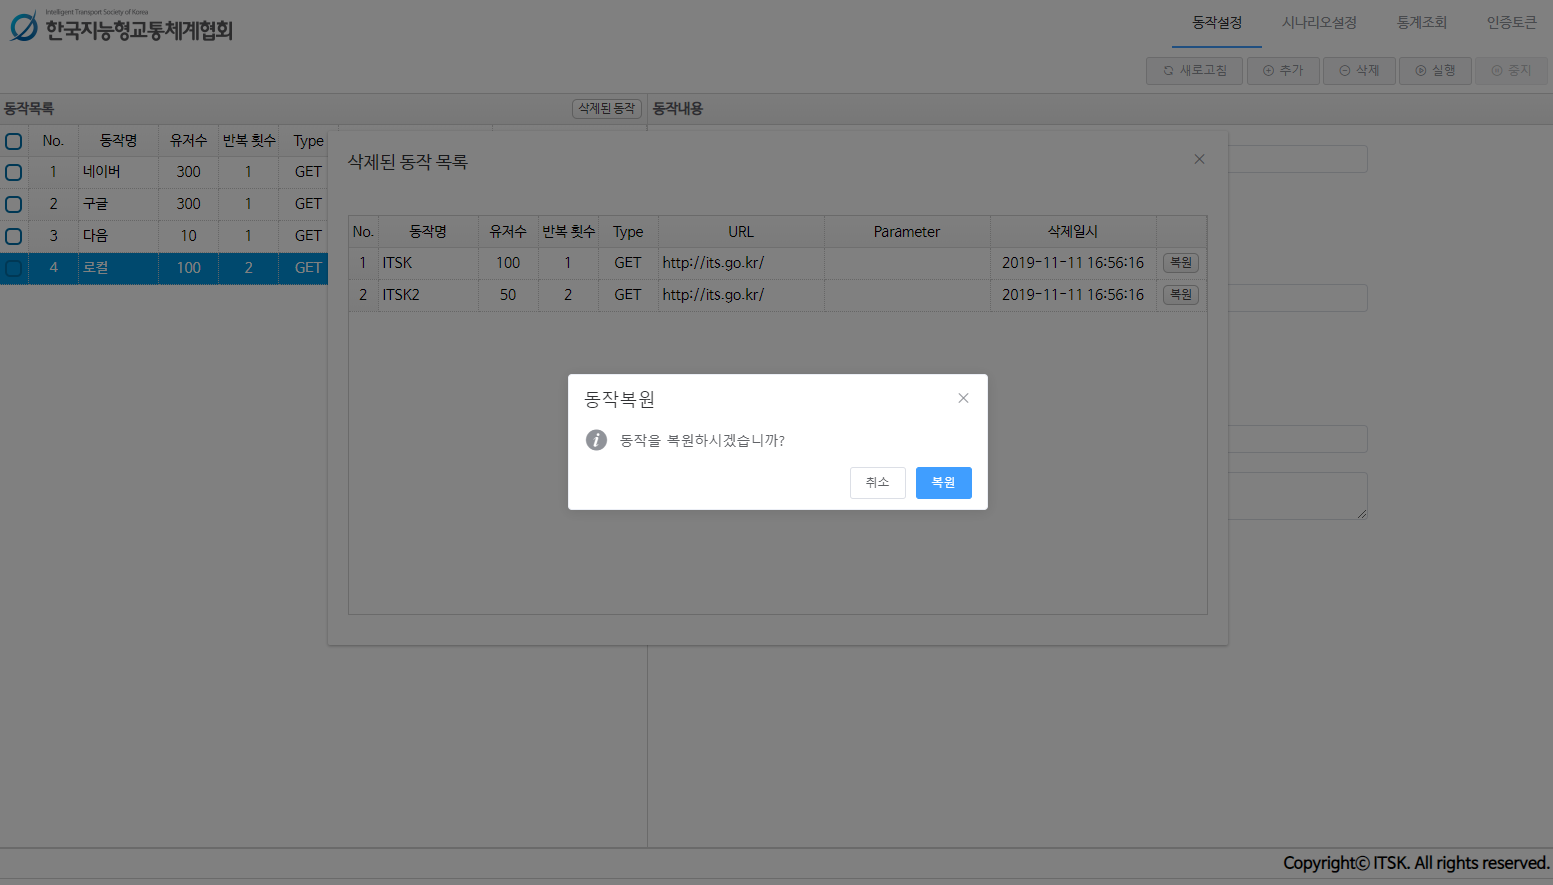 Intelligent Transport Society of Korea
한국지능형교통체계협회
동작설정 시나리오설정 통계조회 인증토큰
새로고침 추가 삭제 실행 중지
동작목록 삭제된 동작 동작내용
No. 동작명 유저수 반복 횟수 Type
1 네이버 300 1 GET
2 구글 300 1 GET
3 다음 10 1 GET
4 로컬 100 2 GET
삭제된 동작 목록
No. 동작명 유저수 반복 횟수 Type URL Parameter 삭제일시
1 ITSK 100 1 GET http://its.go.kr/ 2019-11-11 16:56:16 복원
2 ITSK2 50 2 GET http://its.go.kr/ 2019-11-11 16:56:16 복원
동작복원
동작을 복원하시겠습니까?
취소 복원
Copyrightⓒ ITSK. All rights reserved.